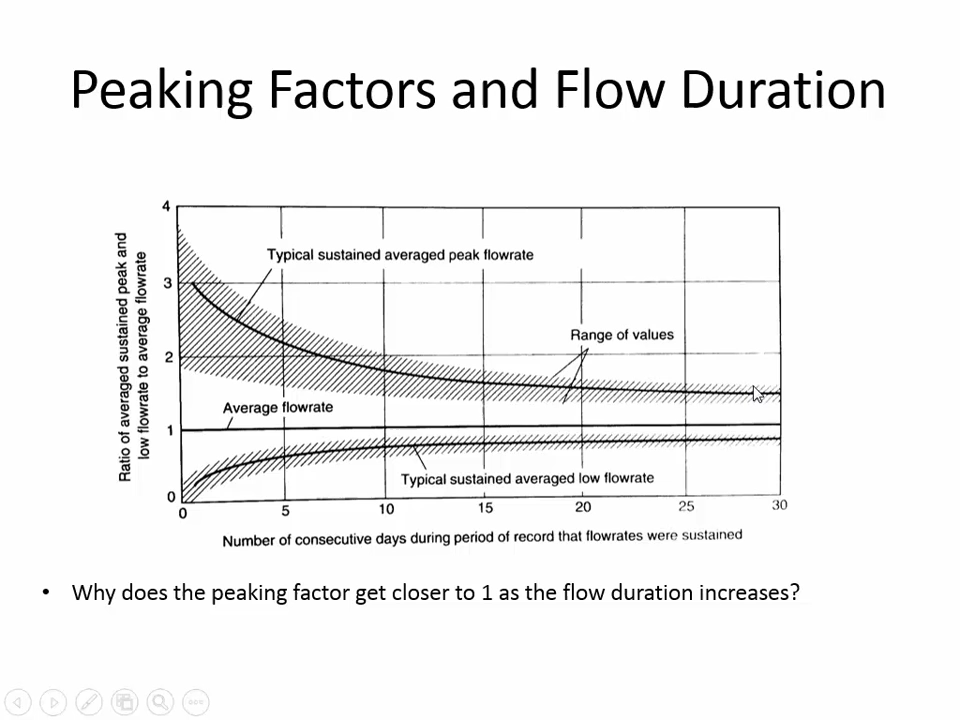 Peaking Factors and Flow Duration
Ratio of averaged sustained peak and
low flowrate to average flowrate
4
3
2
1
0
Typical sustained averaged peak flowrate
Range of values
Average flowrate
Typical sustained averaged low flowrate
0 5 10 15 20 25 30
Number of consecutive days during period of record that flowrates were sustained
• Why does the peaking factor get closer to 1 as the flow duration increases?